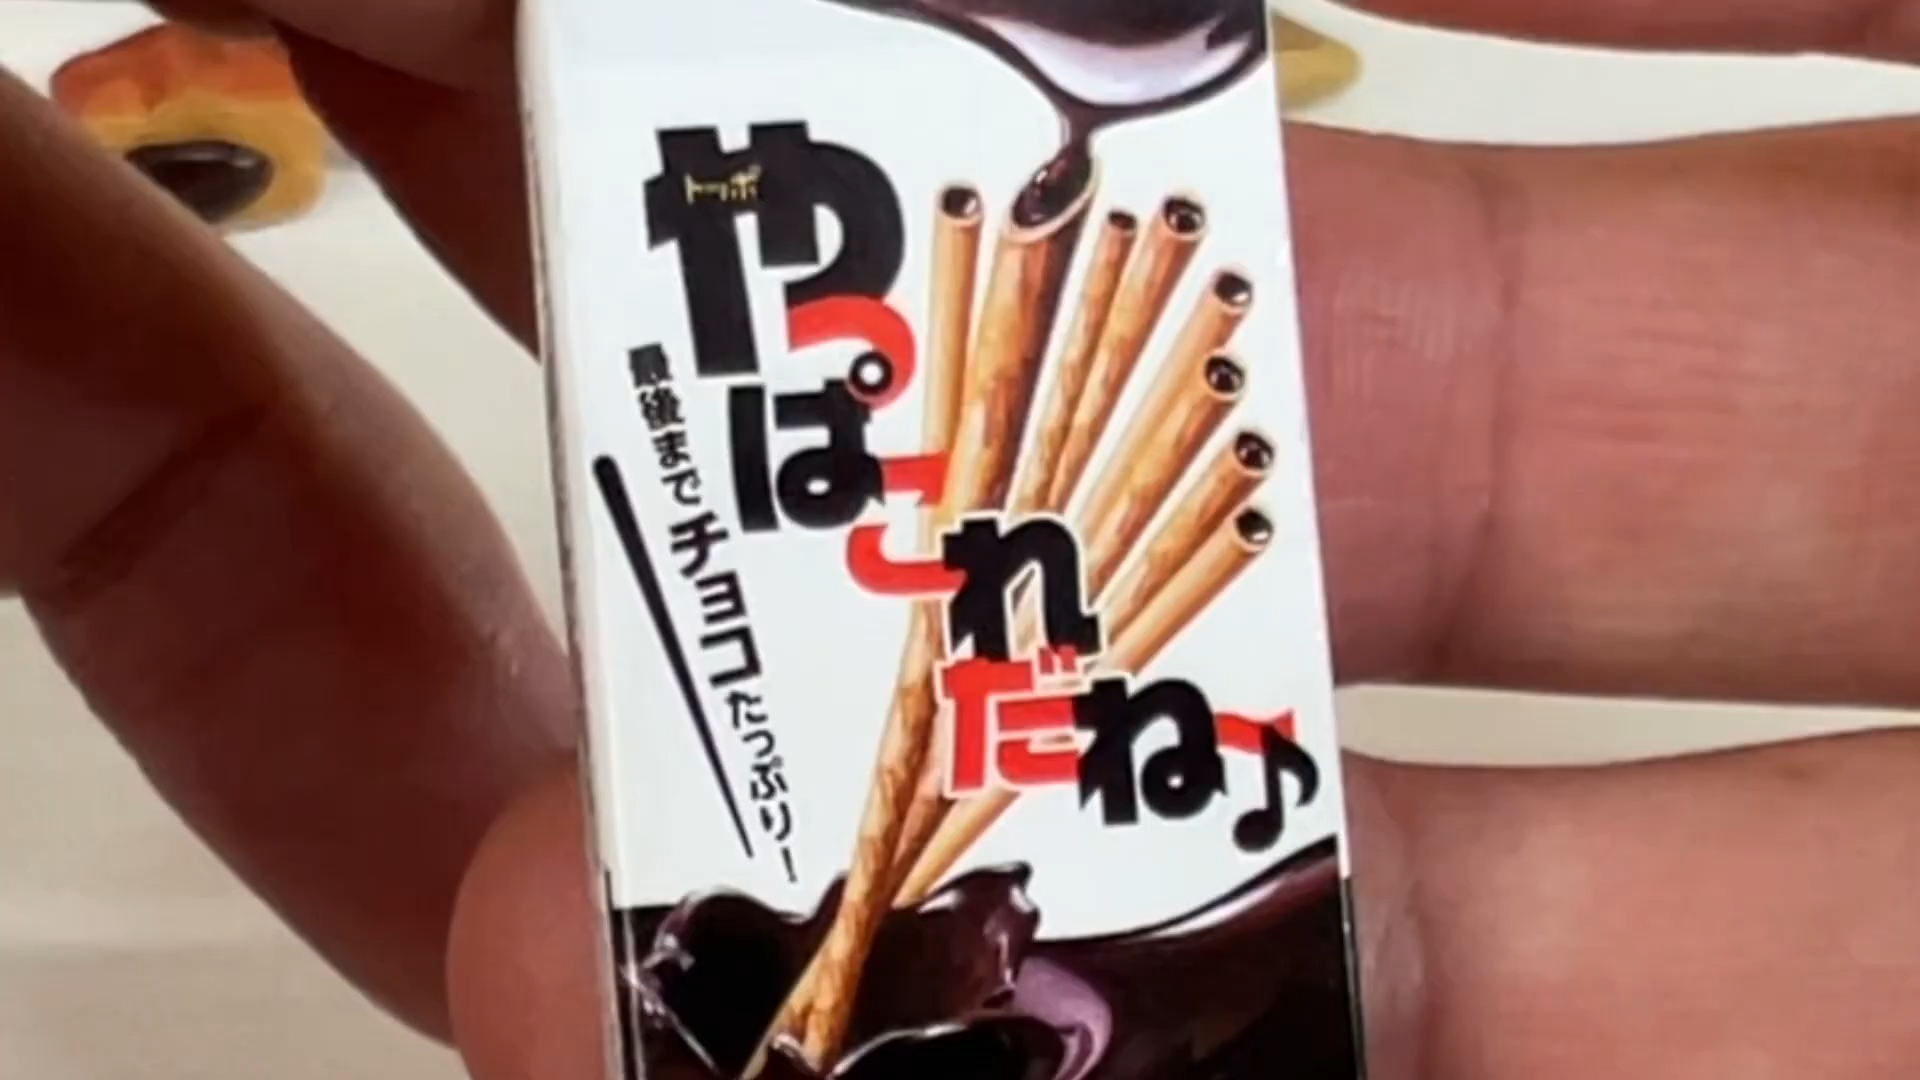 トッポ
やっぱ
これ
だね〜♪
最後までチョコたっぷり！